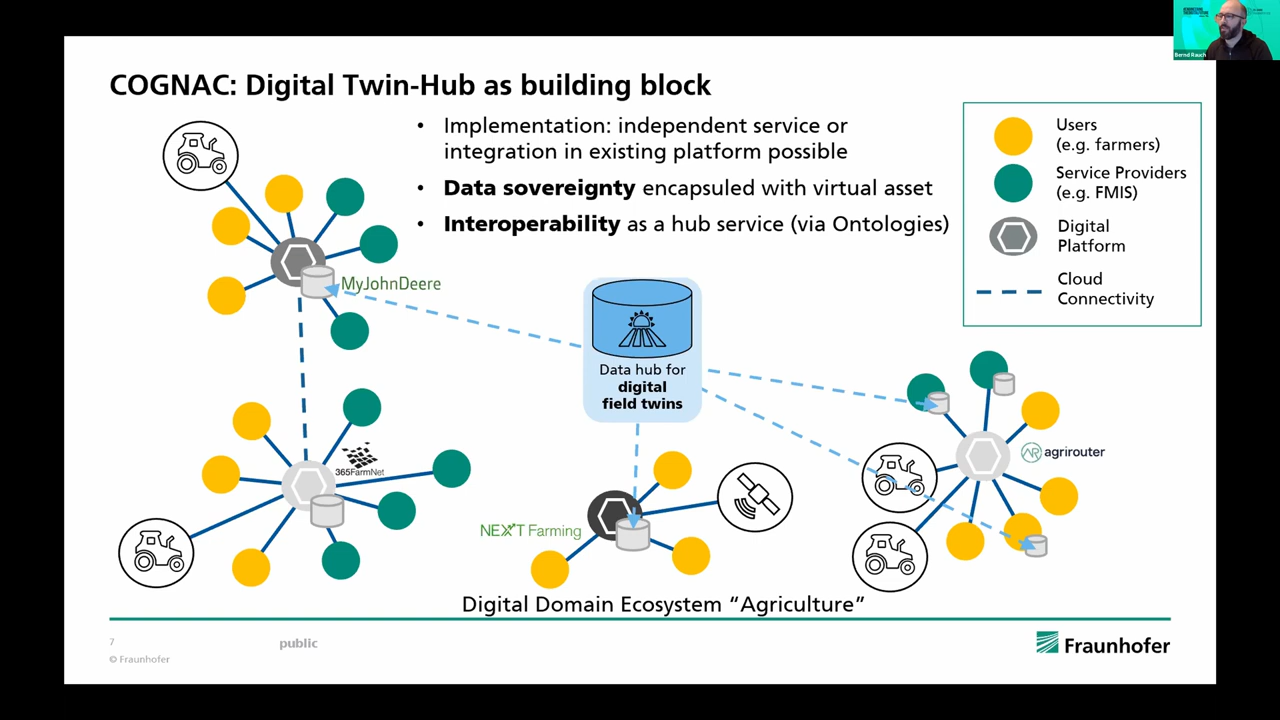 Bernd Rauch
COGNAC: Digital Twin-Hub as building block
• Implementation: independent service or
integration in existing platform possible
• Data sovereignty encapsuled with virtual asset
• Interoperability as a hub service (via Ontologies)
Users
(e.g. farmers)
Service Providers
(e.g. FMIS)
Digital
Platform
Cloud
Connectivity
MyJohnDeere
Data hub for
digital
field twins
365FarmNet
agrirouter
NEXT Farming
Digital Domain Ecosystem “Agriculture”
7
public
© Fraunhofer
Fraunhofer